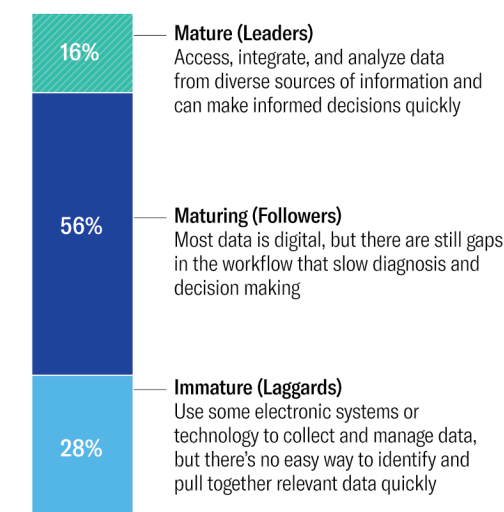 16%
Mature (Leaders)
Access, integrate, and analyze data
from diverse sources of information and
can make informed decisions quickly
56%
Maturing (Followers)
Most data is digital, but there are still gaps
in the workflow that slow diagnosis and
decision making
28%
Immature (Laggards)
Use some electronic systems or
technology to collect and manage data,
but there’s no easy way to identify and
pull together relevant data quickly